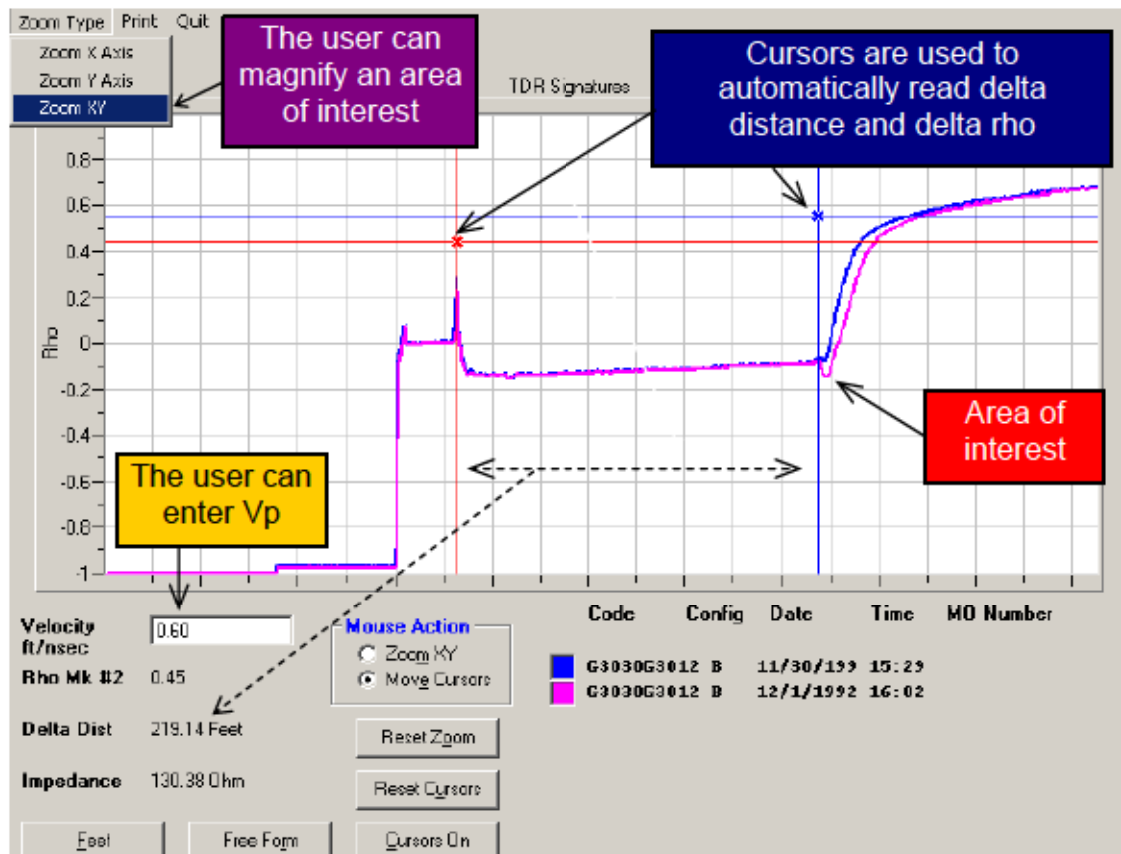 Zoom Type Print Quit
Zoom X Axis
Zoom Y Axis
Zoom XY
The user can
magnify an area
of interest
Cursors are used to
automatically read delta
distance and delta rho
TDR Signatures
0.8
0.6
0.4
0.2
0
-0.2
-0.4
-0.6
-0.8
-1
Rho
Area of
interest
The user can
enter Vp
Velocity
ft/nsec
0.60
Rho Mk #2 0.45
Delta Dist 219.14 Feet
Impedance 130.38 Ohm
Mouse Action
Zoom XY
Move Cursors
Reset Zoom
Reset Cursors
Feet Free Form Cursors On
Code Config Date Time MO Number
G3030G3012 B 11/30/199 15:29
G3030G3012 B 12/1/1992 16:02